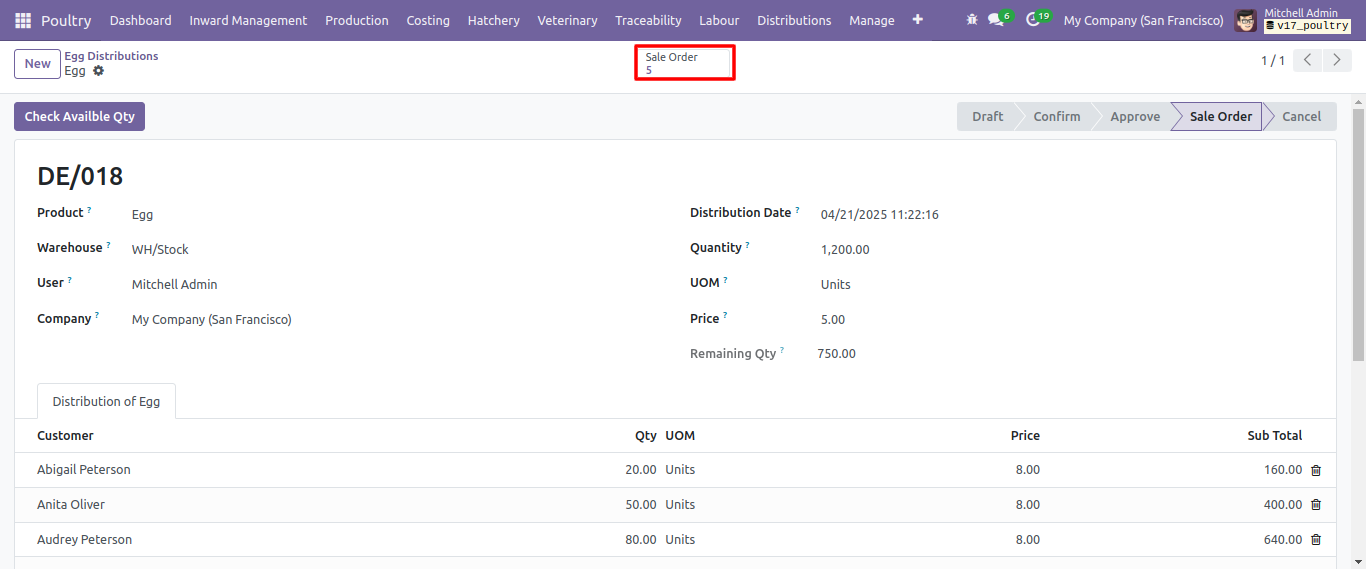 Poultry Dashboard Inward Management Production Costing Hatchery Veterinary Traceability Labour Distributions Manage + 6 19 My Company (San Francisco) Mitchell Admin
v17_poultry
New Egg Distributions
Egg
Sale Order
5
1 / 1
Check Availble Qty Draft Confirm Approve Sale Order Cancel
DE/018
Product ? Egg Distribution Date ? 04/21/2025 11:22:16
Warehouse ? WH/Stock Quantity ? 1,200.00
User ? Mitchell Admin UOM ? Units
Company ? My Company (San Francisco) Price ? 5.00
Remaining Qty ? 750.00
Distribution of Egg
Customer Qty UOM Price Sub Total
Abigail Peterson 20.00 Units 8.00 160.00
Anita Oliver 50.00 Units 8.00 400.00
Audrey Peterson 80.00 Units 8.00 640.00